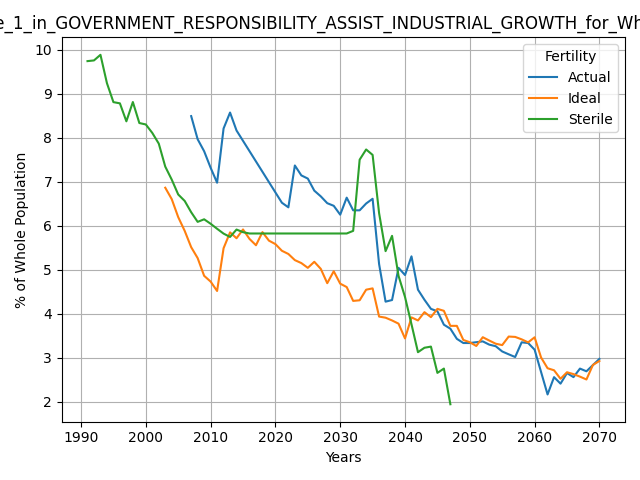 e_1_in_GOVERNMENT_RESPONSIBILITY_ASSIST_INDUSTRIAL_GROWTH_for_Wh
Fertility
Actual
Ideal
Sterile
% of Whole Population
10
9
8
7
6
5
4
3
2
1990 2000 2010 2020 2030 2040 2050 2060 2070
Years